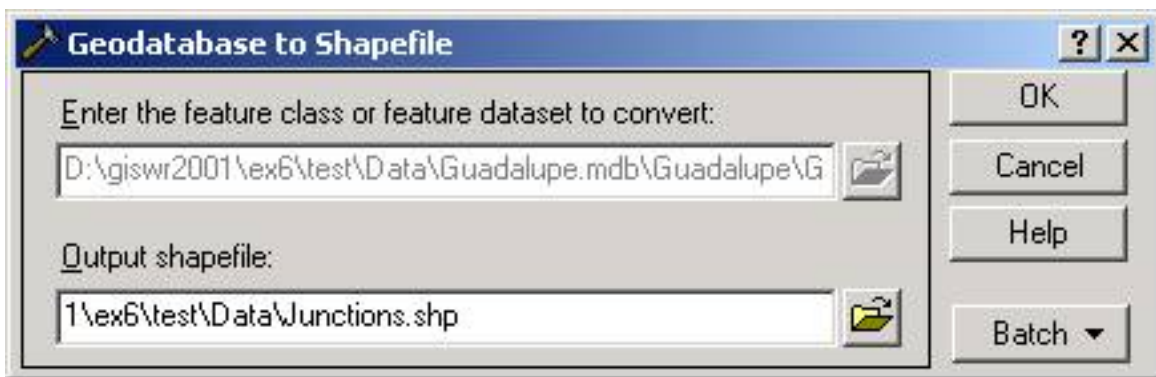 Geodatabase to Shapefile
Enter the feature class or feature dataset to convert:
D:\giswr2001\ex6\test\Data\Guadalupe.mdb\Guadalupe\G
Output shapefile:
1\ex6\test\Data\Junctions.shp
OK
Cancel
Help
Batch